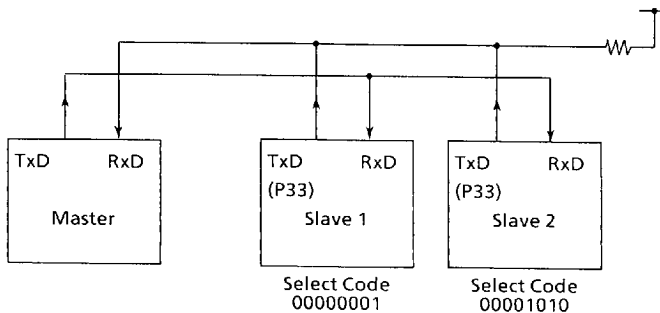 TxD RxD
Master
TxD RxD
(P33)
Slave 1
Select Code
00000001
TxD RxD
(P33)
Slave 2
Select Code
00001010